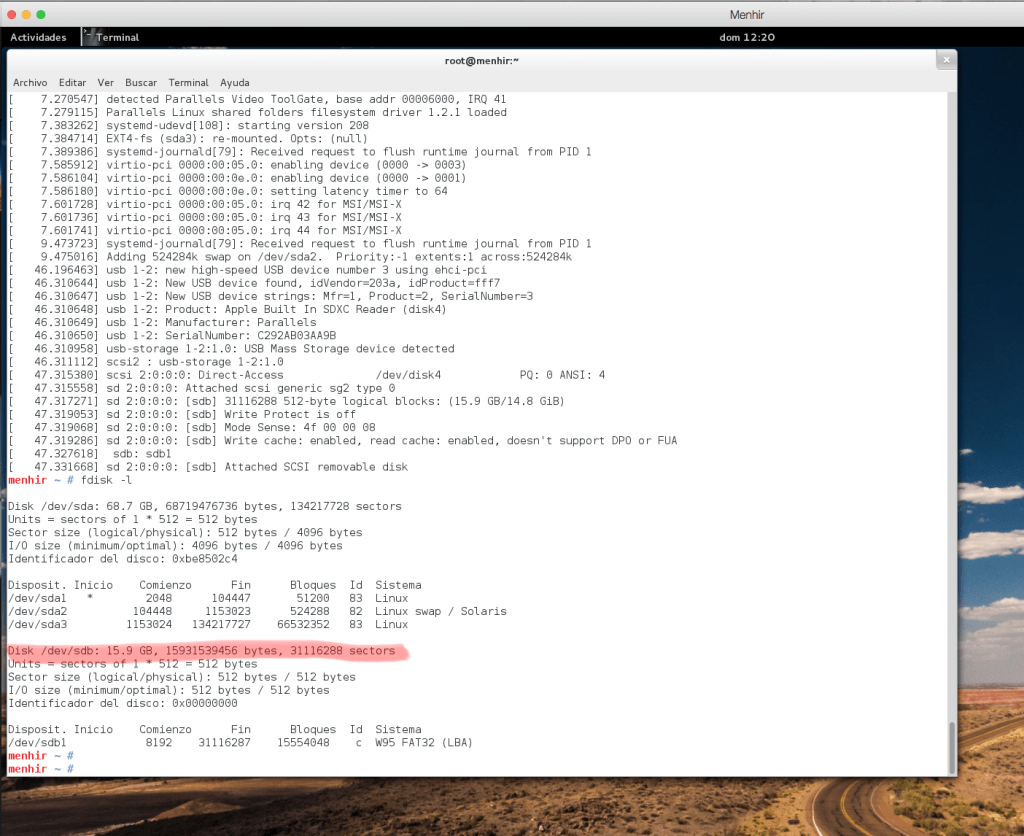 Menhir
Actividades Terminal dom 12:20
root@menhir:~
Archivo Editar Ver Buscar Terminal Ayuda
[    7.270547] detected Parallels Video ToolGate, base addr 00006000, IRQ 41
[    7.279115] Parallels Linux shared folders filesystem driver 1.2.1 loaded
[    7.383262] systemd-udevd[108]: starting version 208
[    7.384714] EXT4-fs (sda3): re-mounted. Opts: (null)
[    7.389386] systemd-journald[79]: Received request to flush runtime journal from PID 1
[    7.585912] virtio-pci 0000:00:05.0: enabling device (0000 -> 0003)
[    7.586104] virtio-pci 0000:00:0e.0: enabling device (0000 -> 0001)
[    7.586180] virtio-pci 0000:00:0e.0: setting latency timer to 64
[    7.601728] virtio-pci 0000:00:05.0: irq 42 for MSI/MSI-X
[    7.601736] virtio-pci 0000:00:05.0: irq 43 for MSI/MSI-X
[    7.601741] virtio-pci 0000:00:05.0: irq 44 for MSI/MSI-X
[    9.473723] systemd-journald[79]: Received request to flush runtime journal from PID 1
[    9.475016] Adding 524284k swap on /dev/sda2.  Priority:-1 extents:1 across:524284k
[   46.196463] usb 1-2: new high-speed USB device number 3 using ehci-pci
[   46.310644] usb 1-2: New USB device found, idVendor=203a, idProduct=fff7
[   46.310647] usb 1-2: New USB device strings: Mfr=1, Product=2, SerialNumber=3
[   46.310648] usb 1-2: Product: Apple Built In SDXC Reader (disk4)
[   46.310649] usb 1-2: Manufacturer: Parallels
[   46.310650] usb 1-2: SerialNumber: C292AB03AA9B
[   46.310958] usb-storage 1-2:1.0: USB Mass Storage device detected
[   46.311112] scsi2 : usb-storage 1-2:1.0
[   47.315380] scsi 2:0:0:0: Direct-Access              /dev/disk4            PQ: 0 ANSI: 4
[   47.315558] sd 2:0:0:0: Attached scsi generic sg2 type 0
[   47.317271] sd 2:0:0:0: [sdb] 31116288 512-byte logical blocks: (15.9 GB/14.8 GiB)
[   47.319053] sd 2:0:0:0: [sdb] Write Protect is off
[   47.319068] sd 2:0:0:0: [sdb] Mode Sense: 4f 00 00 08
[   47.319286] sd 2:0:0:0: [sdb] Write cache: enabled, read cache: enabled, doesn't support DPO or FUA
[   47.327618]  sdb: sdb1
[   47.331668] sd 2:0:0:0: [sdb] Attached SCSI removable disk
menhir ~ # fdisk -l
Disk /dev/sda: 68.7 GB, 68719476736 bytes, 134217728 sectors
Units = sectors of 1 * 512 = 512 bytes
Sector size (logical/physical): 512 bytes / 4096 bytes
I/O size (minimum/optimal): 4096 bytes / 4096 bytes
Identificador del disco: 0xbe8502c4
Disposit. Inicio    Comienzo      Fin      Bloques  Id  Sistema
/dev/sda1   *        2048      104447       51200   83  Linux
/dev/sda2          104448     1153023      524288   82  Linux swap / Solaris
/dev/sda3         1153024   134217727    66532352   83  Linux
Disk /dev/sdb: 15.9 GB, 15931539456 bytes, 31116288 sectors
Units = sectors of 1 * 512 = 512 bytes
Sector size (logical/physical): 512 bytes / 512 bytes
I/O size (minimum/optimal): 512 bytes / 512 bytes
Identificador del disco: 0x00000000
Disposit. Inicio    Comienzo      Fin      Bloques  Id  Sistema
/dev/sdb1            8192    31116287    15554048    c  W95 FAT32 (LBA)
menhir ~ #
menhir ~ #